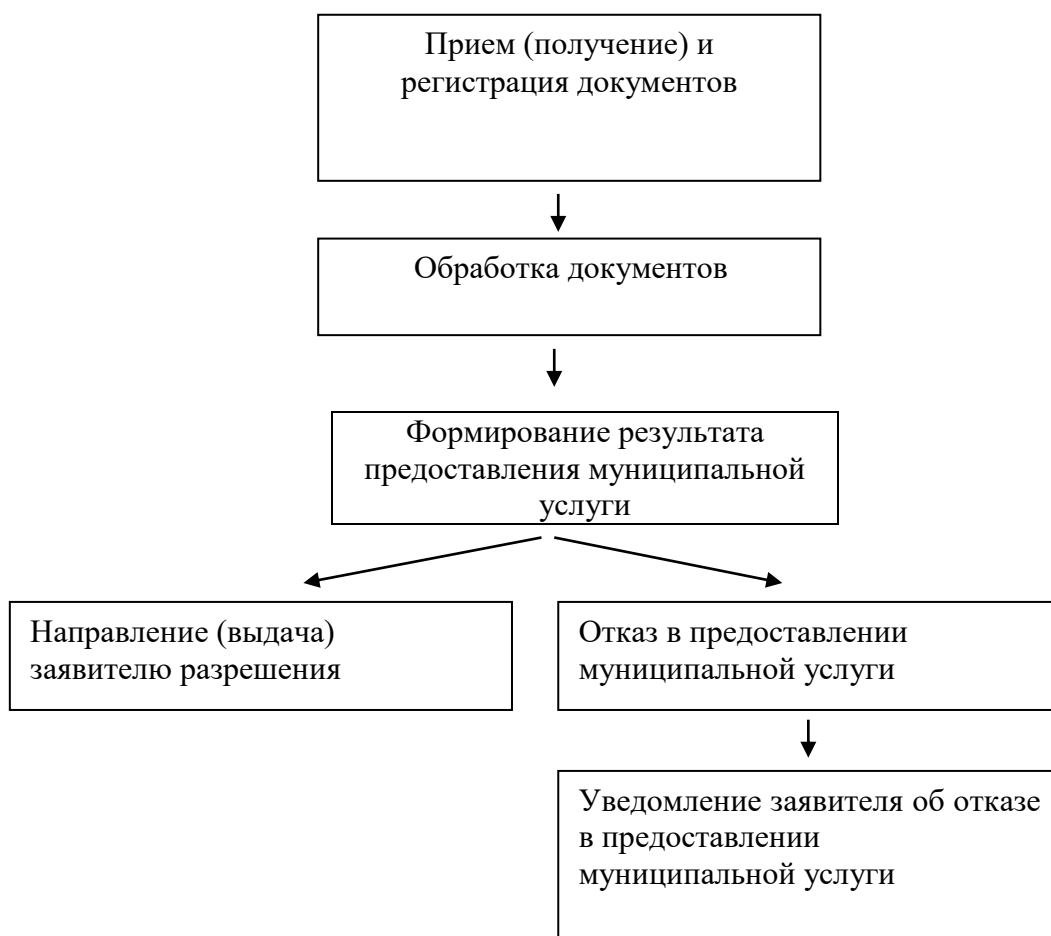 Прием (получение) и
регистрация документов
Обработка документов
Формирование результата
предоставления муниципальной
услуги
Направление (выдача)
заявителю разрешения
Отказ в предоставлении
муниципальной услуги
Уведомление заявителя об отказе
в предоставлении
муниципальной услуги